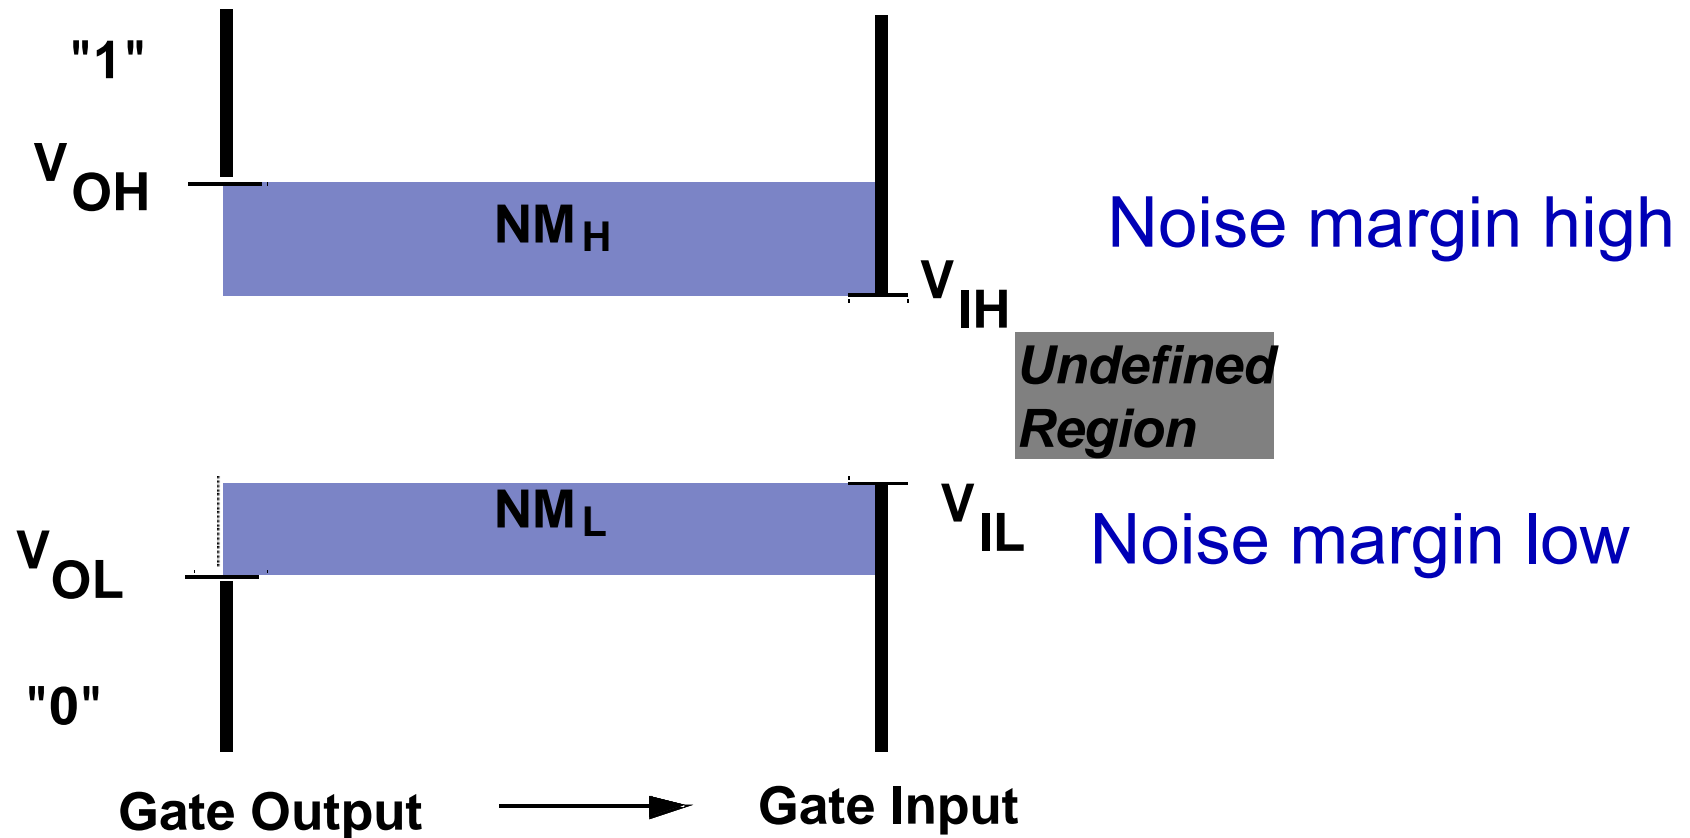 "1"
VOH
NMH
Noise margin high
VIH
Undefined
Region
NML
VIL
Noise margin low
VOL
"0"
Gate Output
Gate Input